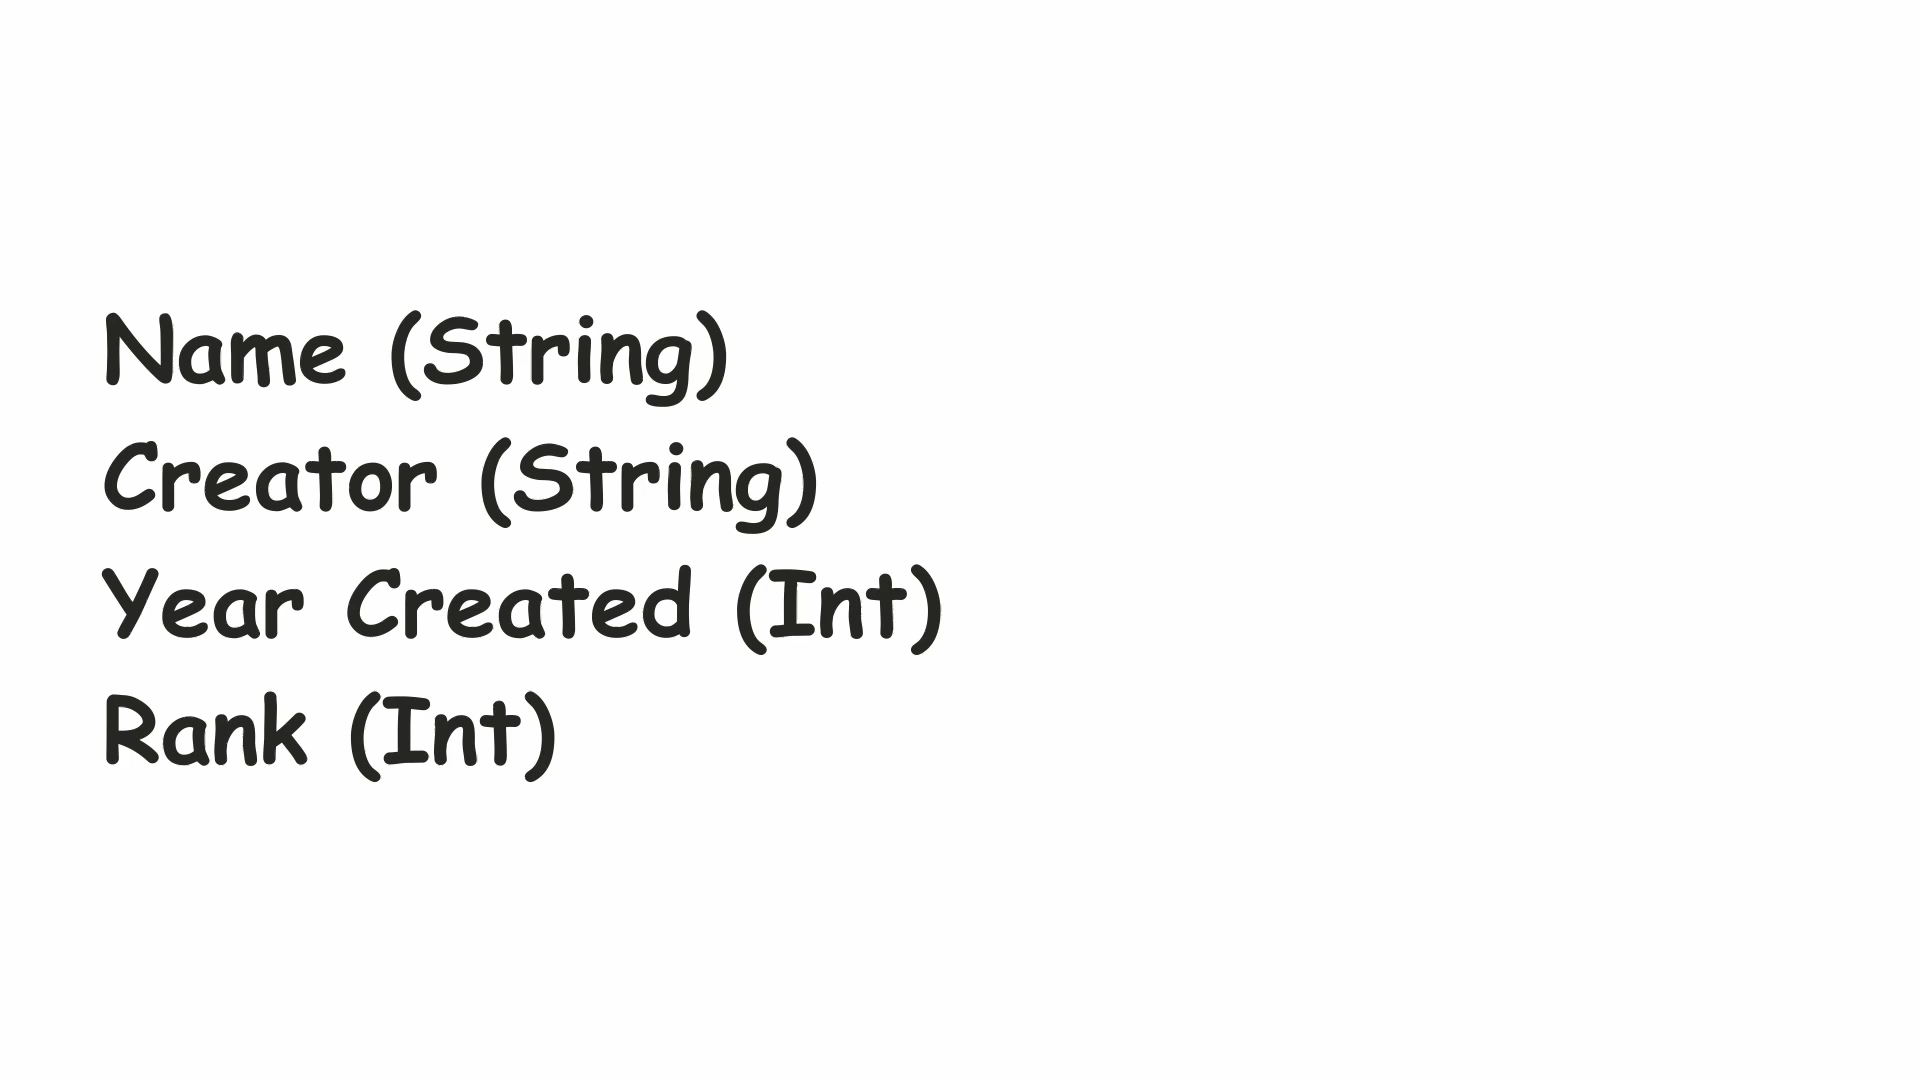 Name (String)
Creator (String)
Year Created (Int)
Rank (Int)